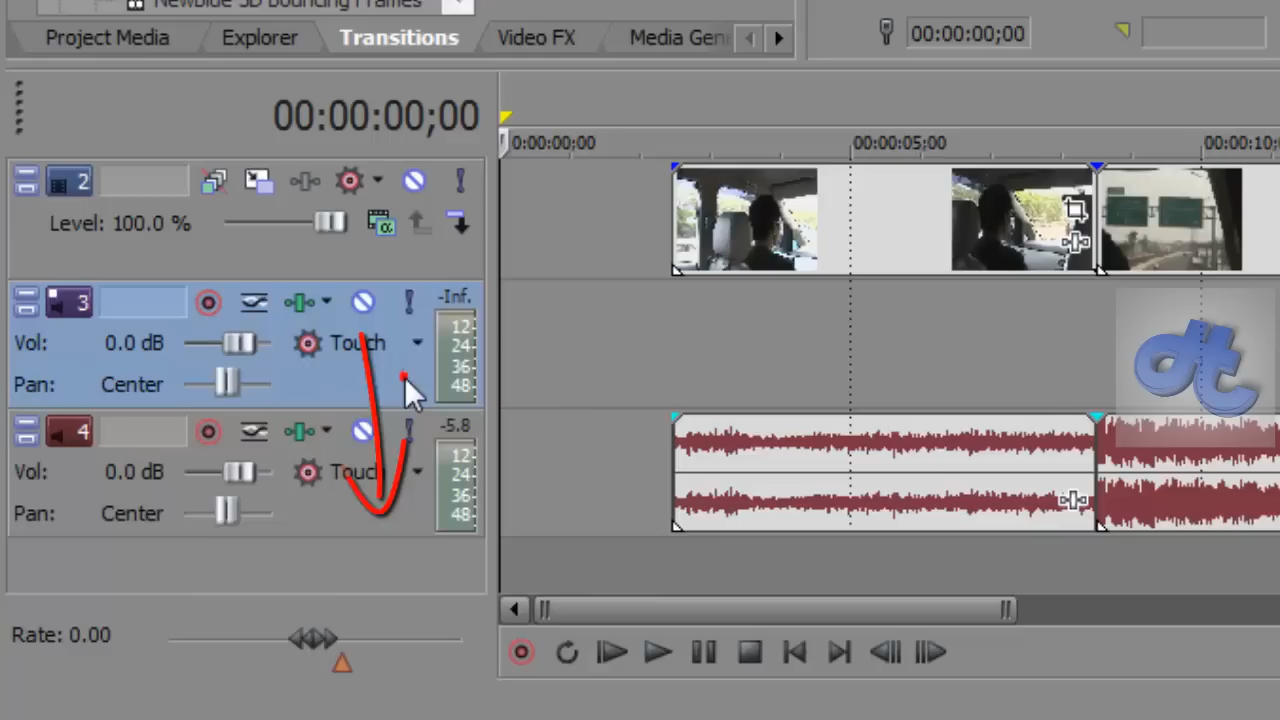 NewBlue 3D Bouncing Frames
Project Media Explorer Transitions Video FX Media Gen
00:00:00;00
00:00:00;00
0:00:00;00 00:00:05;00 00:00:10;0
2
Level: 100.0 %
3 -Inf.
Vol: 0.0 dB Touch
12
24
36
48
Pan: Center
4 -5.8
Vol: 0.0 dB Touch
12
24
36
48
Pan: Center
Rate: 0.00
dt